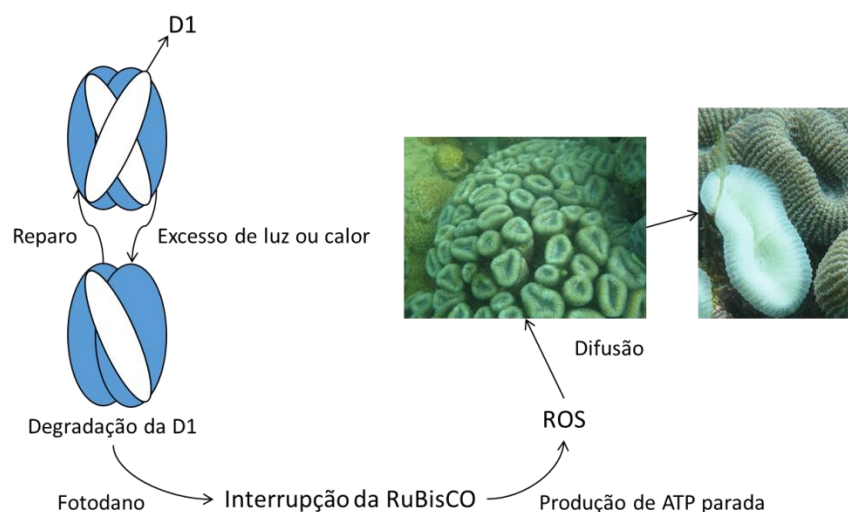 D1
Reparo
Excesso de luz ou calor
Degradação da D1
Fotodano
Interrupção da RuBisCO
Produção de ATP parada
ROS
Difusão